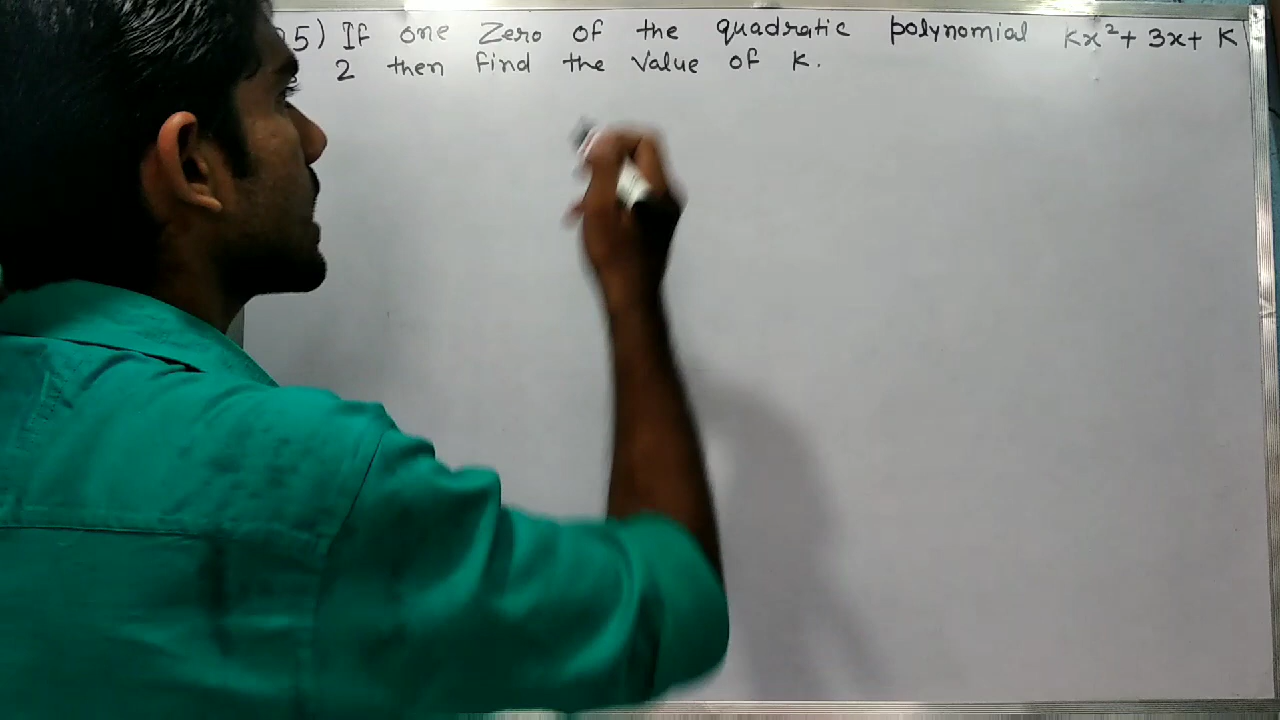 5) If one Zero of the quadratic polynomial Kx² + 3x + K
2 then find the Value of K.